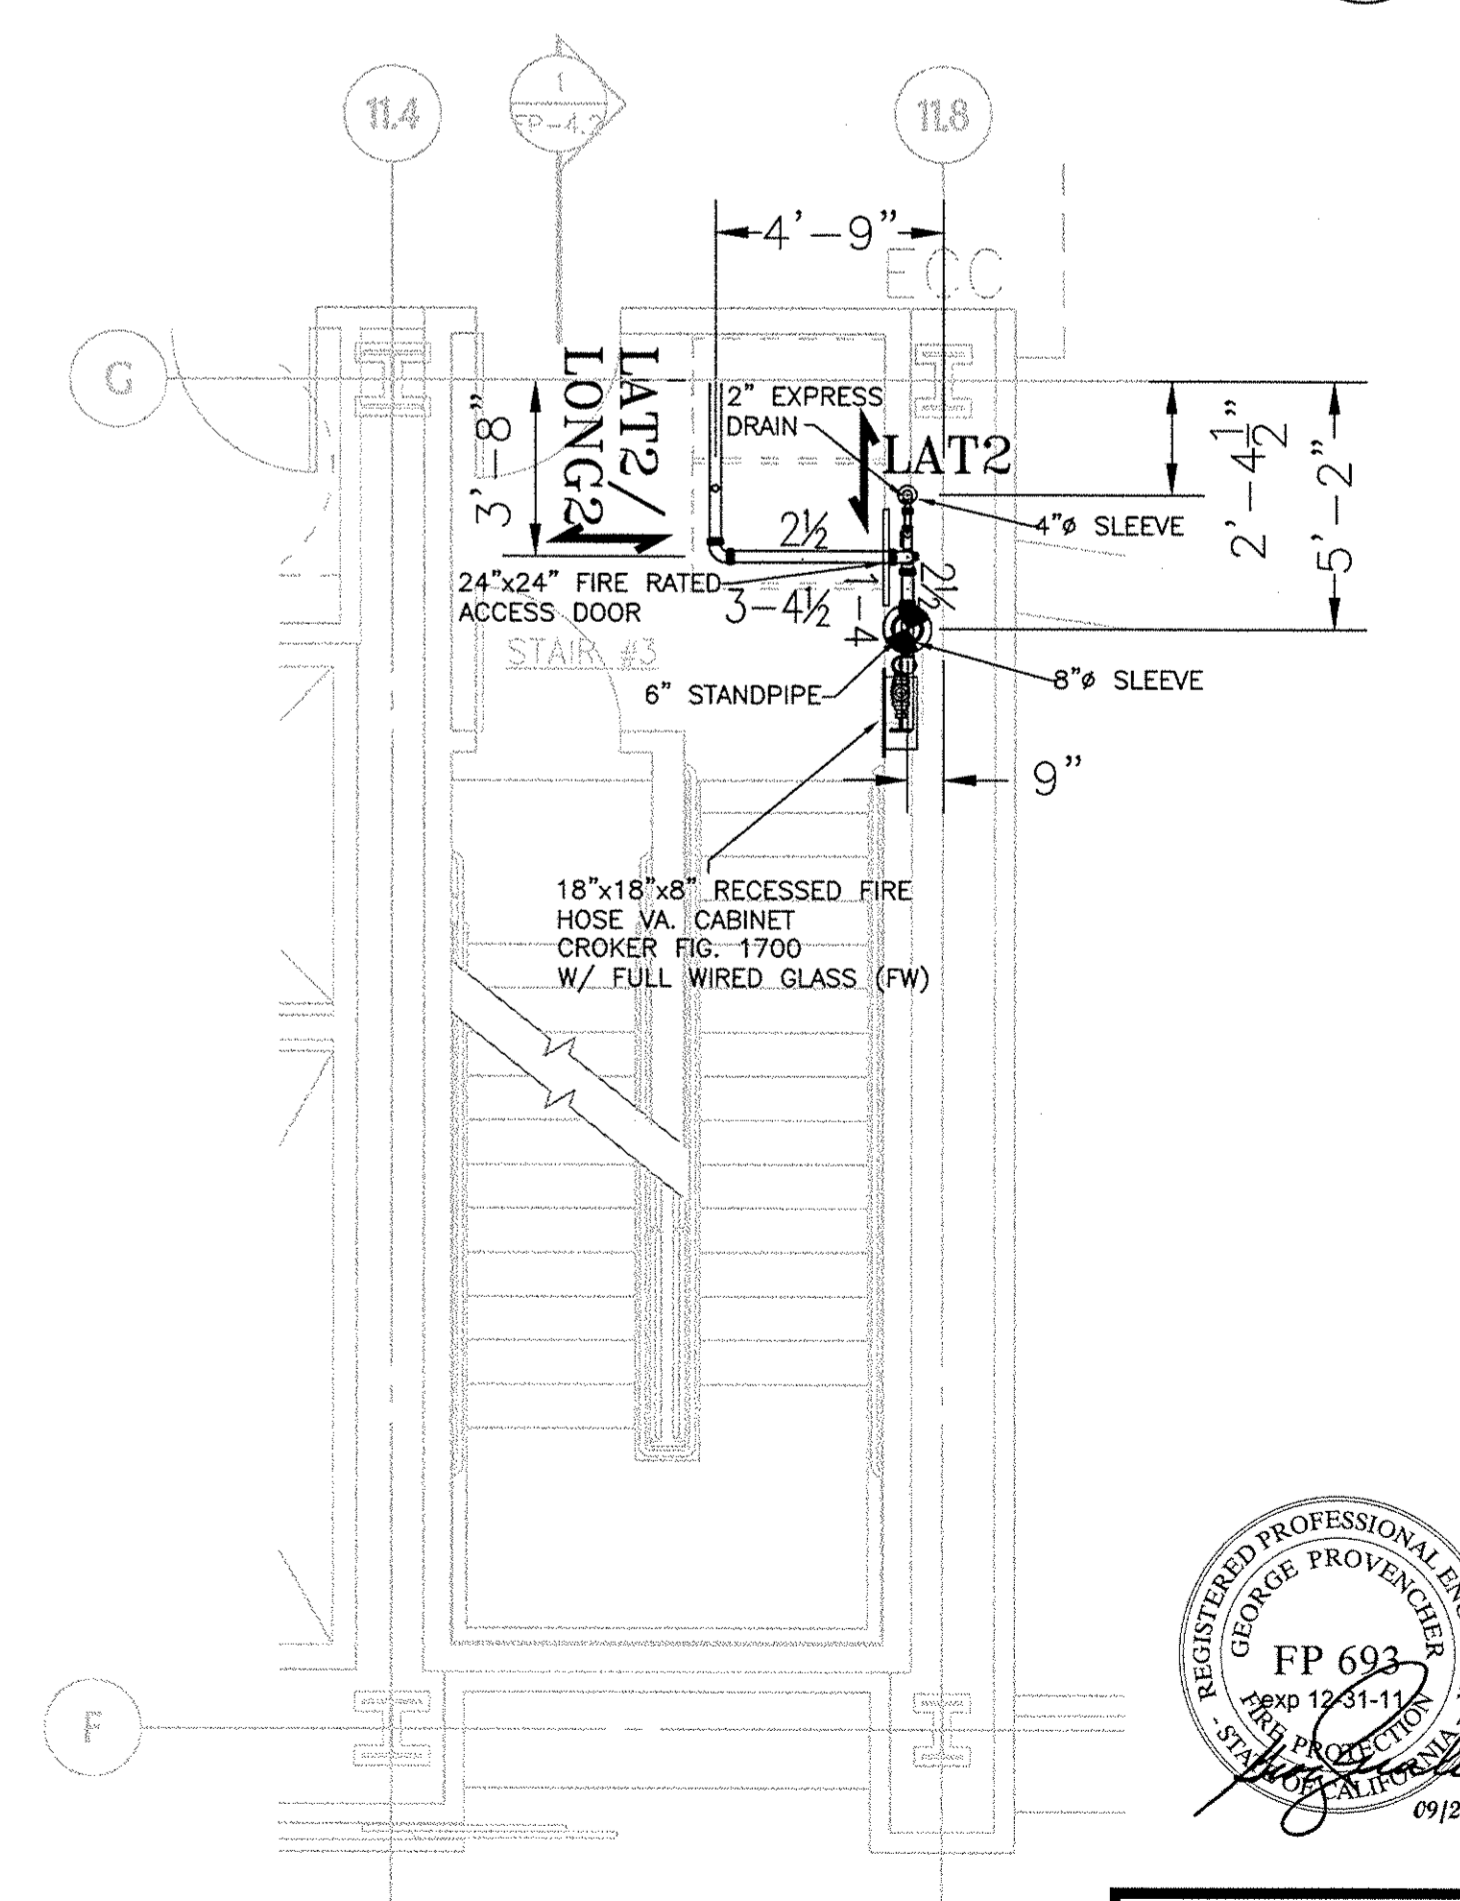 11.4
1
FP-4.2
11.8
4'-9"
ECC
G
3'-8"
LAT2/
LONG2
2" EXPRESS
DRAIN
LAT2
2'-4½"
5'-2"
4"ø SLEEVE
2½
24"x24" FIRE RATED
ACCESS DOOR
3-4½
1-4
2½
STAIR #3
6" STANDPIPE
8"ø SLEEVE
9"
18"x18"x8" RECESSED FIRE
HOSE VA. CABINET
CROKER FIG. 1700
W/ FULL WIRED GLASS (FW)
F
REGISTERED PROFESSIONAL
GEORGE PROVENCHER
FP 693
exp 12-31-11
FIRE PROTECTION
STATE OF CALIFORNIA
09/2